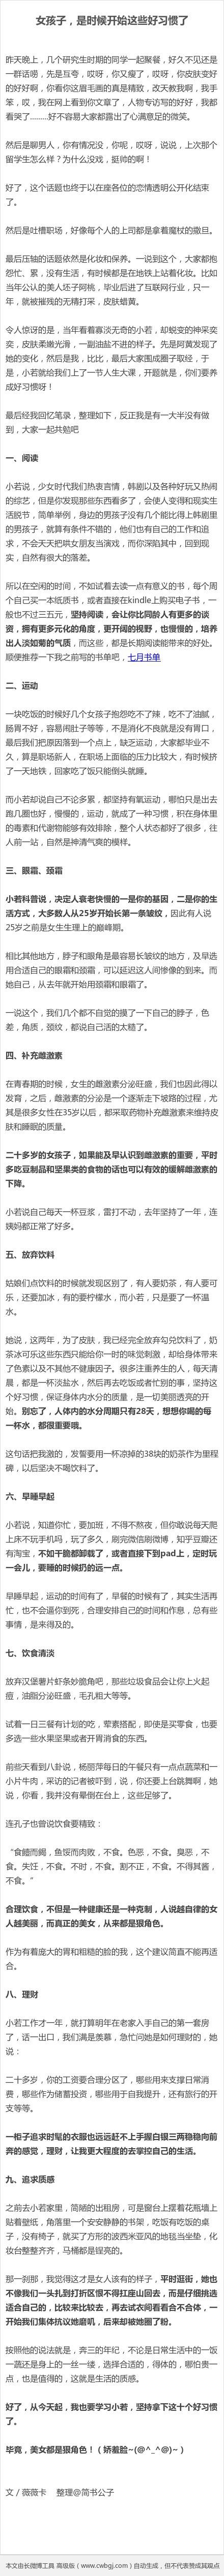 女孩子，是时候开始这些好习惯了
昨天晚上，几个研究生时期的同学一起聚餐，好久不见还是
一群话唠，先是互夸，哎呀，你又瘦了，哎呀，你皮肤变好
的好好啊，你看你这眉毛画的真是精致，改天教我啊，我手
笨，哎，我在网上看到你文章了，人物专访写的好好，我都
看哭了………好不容易大家都露出了心满意足的微笑。
然后是聊男人，你有情况没，你呢，哎呀，说说，上次那个
留学生怎么样？为什么没戏，挺帅的啊！
好了，这个话题也终于以在座各位的恋情透明公开化结束
了。
然后是吐槽职场，好像每个人的上司都是拿着魔杖的撒旦。
最后压轴的话题依然是化妆和保养。一说到这个，大家都抱
怨忙、累，没有生活，有时候都是在地铁上站着化妆。比如
当年公认的美人坯子阿桃，毕业后进了互联网行业，只一
年，就被摧残的无精打采，皮肤蜡黄。
令人惊讶的是，当年看着寡淡无奇的小若，却蜕变的神采奕
奕，皮肤柔嫩光滑，一副油盐不进的样子。先是阿黄发现了
她的变化，然后是我，比比，最后大家围成圈子取经，于
是，小若就给我们上了一节人生大课，开题就是，你们要养
成好习惯呀！
最后经我回忆笔录，整理如下，反正我是有一大半没有做
到，大家一起共勉吧
一、阅读
小若说，少女时代我们热衷言情，韩剧以及各种好玩又热闹
的综艺，但是你发现那些东西看多了，会使人变得和现实生
活脱节，简单举例，身边的男孩子没有几个能比得上韩剧里
的男孩子，就算有条件不错的，他们也有自己的工作和追
求，不会天天把哄女朋友当演戏，而你深陷其中，回到现
实，自然有很大的落差。
所以在空闲的时间，不如试着去读一点有意义的书，每个周
个自己买一本纸质书，或者直接在kindle上购买电子书，一
般也不过三五元，坚持阅读，会让你比同龄人有更多的谈
资，拥有更多元化的角度，更开阔的视野，也慢慢的，培养
出人淡如菊的气质，而这些，都是长期阅读能带来的好处。
顺便推荐一下我之前写的书单吧，七月书单
二、运动
一块吃饭的时候好几个女孩子抱怨吃不了辣，吃不了油腻，
肠胃不好，容易闹肚子等等，不是消化不良就是没有胃口，
最后我们把原因落到一个点上，缺乏运动，大家都毕业不
久，算是职场新人，在职场上面临的压力比较大，有时候挤
了一天地铁，回家吃了饭只能倒头就睡。
而小若却说自己不论多累，都坚持有氧运动，哪怕只是出去
跑几圈也好，慢慢的，运动，就成了一种习惯，积在身体里
的毒素和代谢物能够有效排除，整个人状态都好了很多，往
人前一站，自然是神清气爽的模样。
三、眼霜、颈霜
小若科普说，决定人衰老快慢的一是你的基因，二是你的生
活方式，大多数人从25岁开始长第一条皱纹，因此有人说
25岁之前是女生生理上的巅峰期。
相比其他地方，脖子和眼角是最容易长皱纹的地方，及早选
用合适自己的眼霜和颈霜，可以延迟这人间惨像的到来。而
她自己，从去年就开始用颈霜和眼霜了。
一说这个，我们几个都不自觉的摸了一下自己的脖子，色
差，角质，颈纹，都说自己活的太糙了。
四、补充雌激素
在青春期的时候，女生的雌激素分泌旺盛，我们也因此得以
发育，之后，雌激素的分泌是一个逐渐走下坡路的过程，尤
其是很多女性在35岁以后，都采取药物补充雌激素来维持皮
肤和睡眠的质量。
二十多岁的女孩子，如果能及早认识到雌激素的重要，平时
多吃豆制品和坚果类的食物的话也可以有效的缓解雌激素的
下降。
小若说自己每天一杯豆浆，雷打不动，去年坚持了一年，连
姨妈都正常了好多。
五、放弃饮料
姑娘们点饮料的时候就发现区别了，有人要奶茶，有人要可
乐，还要加冰，有的要柠檬水，而小若，只是要了一杯温
水。
她说，这两年，为了皮肤，我已经完全放弃勾兑饮料了，奶
茶冰可乐这些东西只能给你一时的味觉刺激，却给身体带来
了色素以及不其他不健康因子。很多注重养生的人，每天清
晨，都是一杯淡盐水，然后再去吃饭或者忙别的事，坚持这
个好习惯，保证身体内水分的质量，是一切美丽透亮的开
始。别忘了，人体内的水分周期只有28天，想想你喝的每
一杯水，都很重要哦。
这句话把我激的，发誓要用一杯凉掉的38块的奶茶作为里程
碑，以后坚决不喝饮料了。
六、早睡早起
小若说，知道你忙，要加班，不得不熬夜，但你敢说每天爬
上床不玩手机吗，玩了多久，刷完微信刷微博，知乎豆瓣还
有淘宝，不如干脆都卸载了，或者直接下到pad上，定时玩
一会儿，要睡的时候扔的远一点。
早睡早起，运动的时间有了，早餐的时候有了，其实生活再
忙，也不会逼你到死，合理安排自己的时间和作息，总有些
事情，是来得及的。
七、饮食清淡
放弃汉堡薯片虾条妙脆角吧，那些垃圾食品会让你上火起
痘，油脂分泌旺盛，毛孔粗大等等。
试着一日三餐有计划的吃，荤素搭配，即使是买零食，也要
多选一些水果坚果或者开胃消食的东西。
前些天看到八卦说，杨丽萍每日的午餐只有一点点蔬菜和一
小片牛肉，采访的记者被吓到，说，你还要上台跳舞啊，她
说，你看，我并没有晕倒在台上，这些足够了。
连孔子也曾说饮食要精致：
“食饐而餲，鱼馁而肉败，不食。色恶，不食。臭恶，不
食。失饪，不食。不时，不食。割不正，不食。不得其酱，
不食。”
合理饮食，不但是一种健康还是一种克制，人说越自律的女
人越美丽，而真正的美女，从来都是狠角色。
作为有着庞大的胃和粗糙的脸的我，这个建议简直不能再适
合。
八、理财
小若工作才一年，就打算明年在老家入手自己的第一套房
了，话一出口，我们满是羡慕，急忙问她是如何理财的，她
说：
二十多岁，你的工资要合理分区了，哪些用来支撑日常消
费，哪些作为储蓄投资，哪些用于自我提升，还有旅行的开
支等等。
一柜子追求时髦的衣服也远远赶不上手握白银三两稳稳向前
奔的感觉，理财，让我更大程度的去掌控自己的生活。
九、追求质感
之前去小若家里，简陋的出租房，可是窗台上摆着花瓶墙上
贴着壁纸，角落里一个安安静静的书架，吃饭有吃饭的桌
子，没有椅子，就买了方形的波西米亚风的地毯当坐垫，化
妆台整整齐齐，马桶都是锃亮的。
那一刹那，我觉得这才是女人该有的样子，平时逛街，她也
不像我们一头扎到打折区恨不得扛座山回去，而是仔细挑选
适合自己的，比较来比较去，再去试衣间看看合不合体，一
开始我们集体抗议她磨叽，后来却被她圈了粉。
按照他的说法就是，奔三的年纪，不论是日常生活中的一饭
一蔬还是身上的一丝一缕，选择合适的，得体的，哪怕贵一
点，也是值得的，这就是生活的质感。
好了，从今天起，我也要学习小若，坚持拿下这十个好习惯
了。
毕竟，美女都是狠角色！（娇羞脸~(@^_^@)~）
文 / 薇薇卡 整理@简书公子
本文由长微博工具 高级版（www.cwbgj.com）自动生成，但不代表赞成其观点